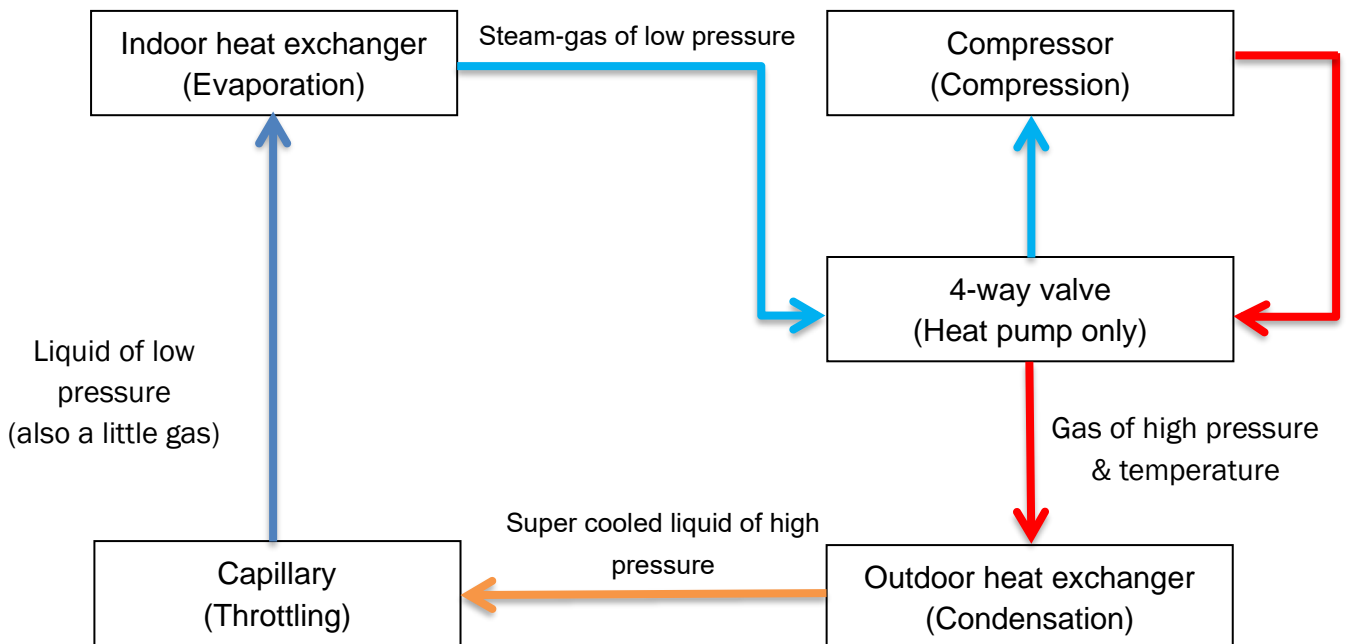 Indoor heat exchanger
(Evaporation)
Steam-gas of low pressure
Compressor
(Compression)
4-way valve
(Heat pump only)
Liquid of low
pressure
(also a little gas)
Gas of high pressure
& temperature
Super cooled liquid of high
pressure
Capillary
(Throttling)
Outdoor heat exchanger
(Condensation)